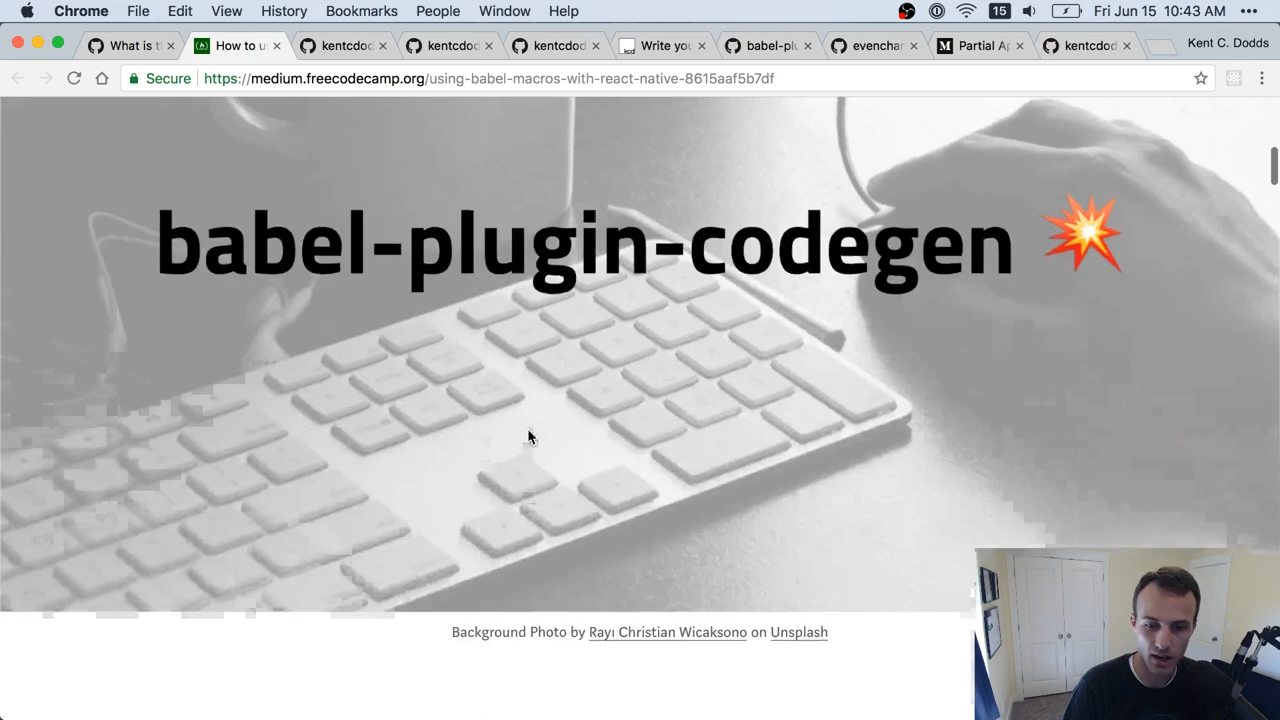 Chrome File Edit View History Bookmarks People Window Help 15 Fri Jun 15 10:43 AM
What is t How to u kentcdod kentcdod kentcdod Write you babel-plu evencha Partial Ap kentcdod Kent C. Dodds
Secure https://medium.freecodecamp.org/using-babel-macros-with-react-native-8615aaf5b7df
babel-plugin-codegen 💥
Background Photo by Rayı Christian Wicaksono on Unsplash